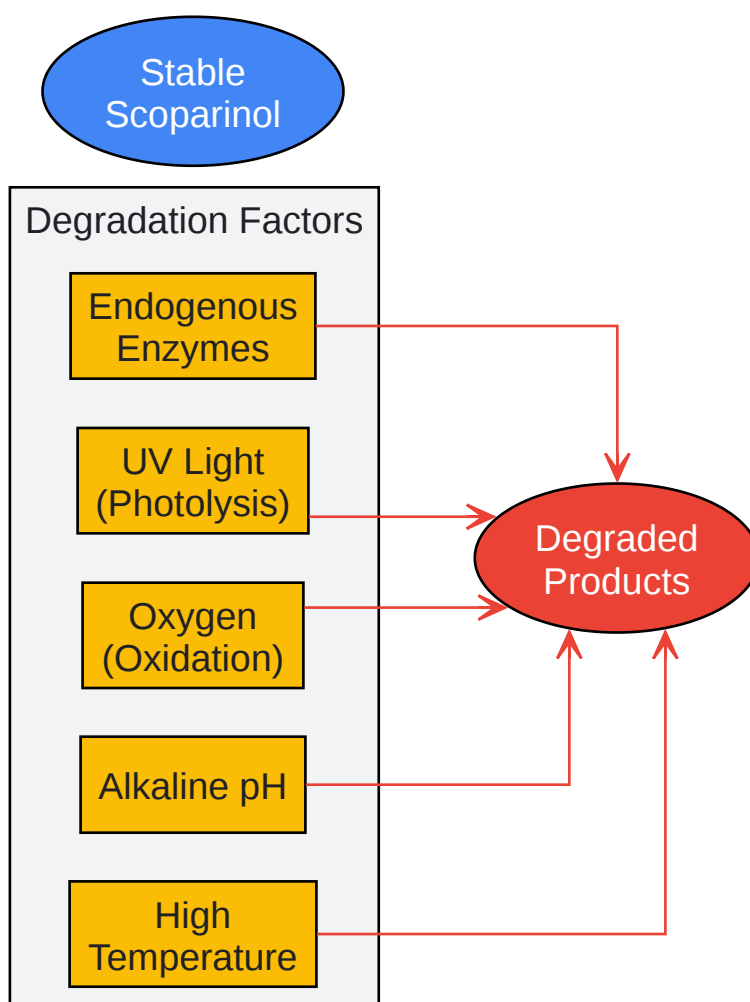 Stable
Scoparinol
Degradation Factors
Endogenous
Enzymes
UV Light
(Photolysis)
Degraded
Products
Oxygen
(Oxidation)
Alkaline pH
High
Temperature